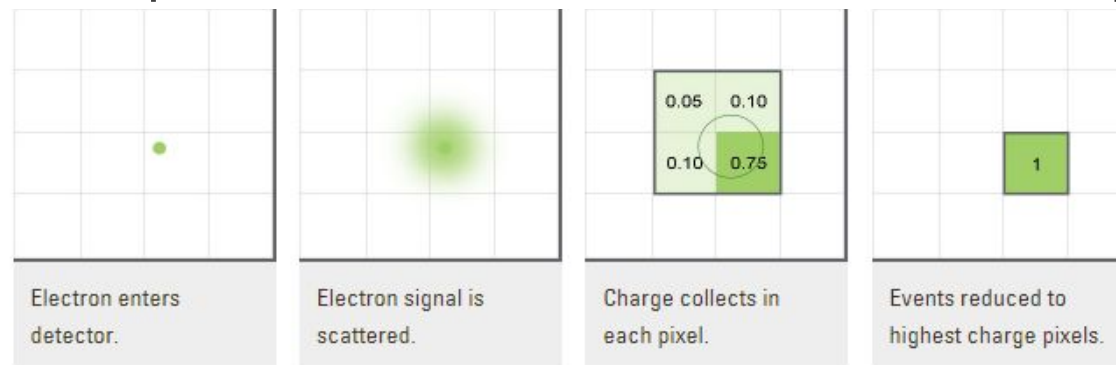 0.05 0.10
0.10 0.75
1
Electron enters
detector.
Electron signal is
scattered.
Charge collects in
each pixel.
Events reduced to
highest charge pixels.